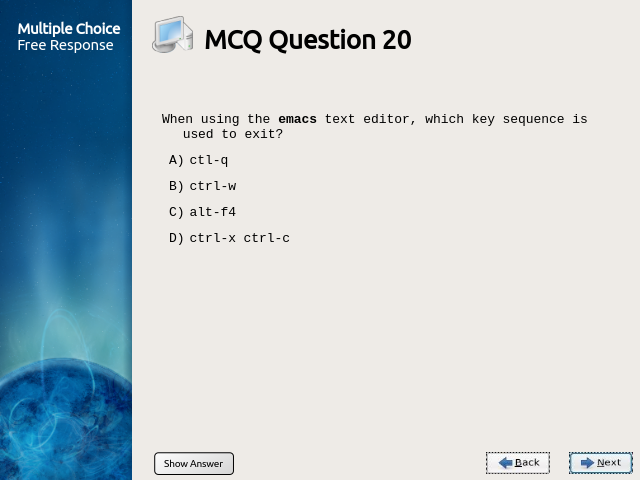 Multiple Choice
Free Response
MCQ Question 20
When using the emacs text editor, which key sequence is
used to exit?
A) ctl-q
B) ctrl-w
C) alt-f4
D) ctrl-x ctrl-c
Show Answer
Back
Next